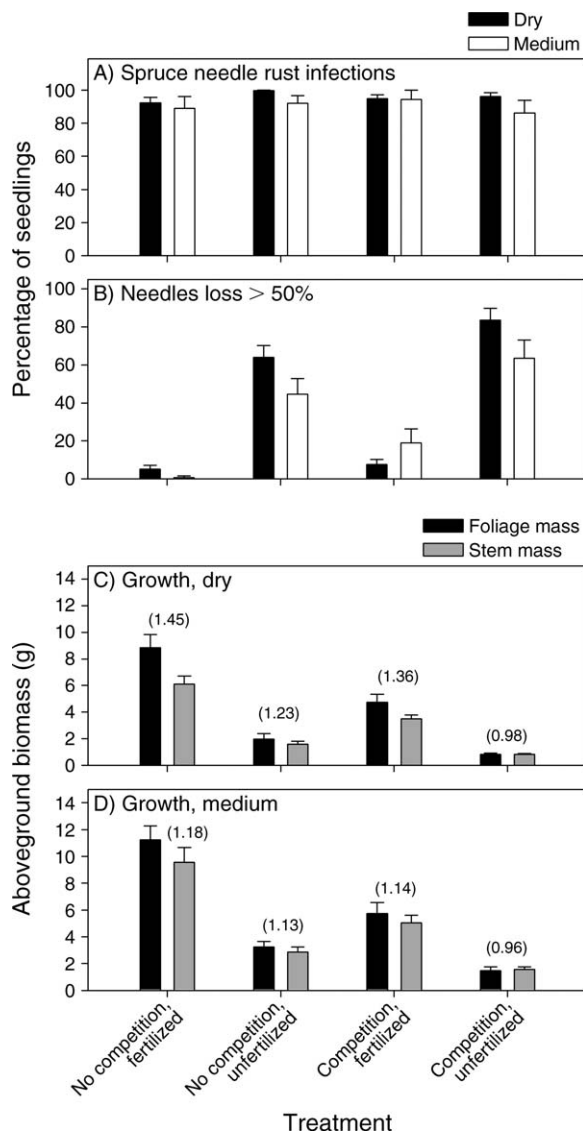 Dry
Medium
A) Spruce needle rust infections
100
80
60
40
20
0
B) Needles loss > 50%
80
60
40
20
0
Percentage of seedlings
Foliage mass
Stem mass
C) Growth, dry
14
12
10
8
6
4
2
0
(1.45)
(1.23)
(1.36)
(0.98)
D) Growth, medium
14
12
10
8
6
4
2
0
(1.18)
(1.13)
(1.14)
(0.96)
Aboveground biomass (g)
No competition,
fertilized
No competition,
unfertilized
Competition,
fertilized
Competition,
unfertilized
Treatment